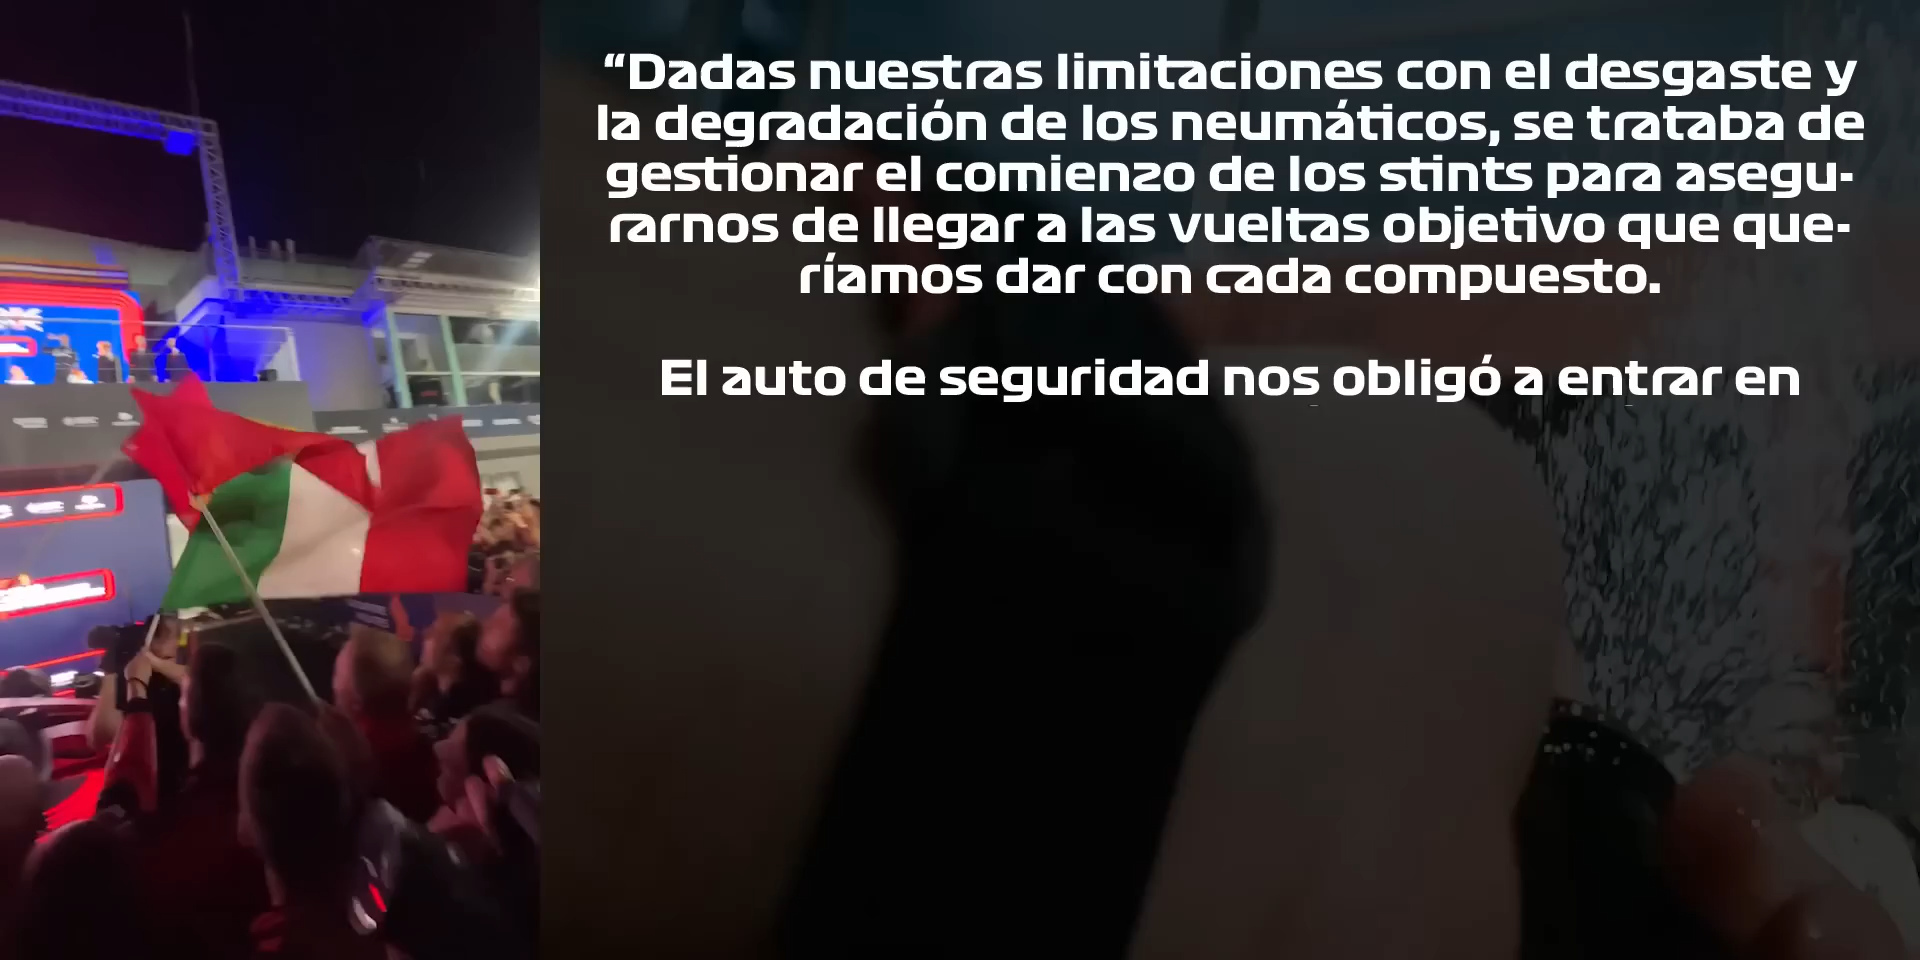 “Dadas nuestras limitaciones con el desgaste y
la degradación de los neumáticos, se trataba de
gestionar el comienzo de los stints para asegu-
rarnos de llegar a las vueltas objetivo que que-
ríamos dar con cada compuesto.
El auto de seguridad nos obligó a entrar en